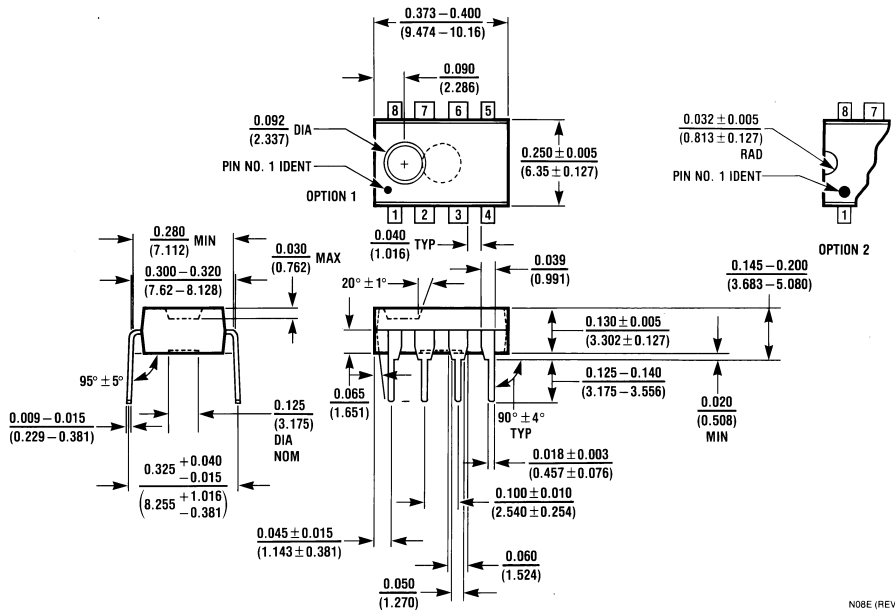 0.373 – 0.400
(9.474 – 10.16)
0.090
(2.286)
8 7 6 5
0.092
(2.337) DIA
PIN NO. 1 IDENT
OPTION 1
0.250 ± 0.005
(6.35 ± 0.127)
1 2 3 4
0.032 ± 0.005
(0.813 ± 0.127)
RAD
PIN NO. 1 IDENT
8 7
1
OPTION 2
0.280
(7.112) MIN
0.300 – 0.320
(7.62 – 8.128)
0.030
(0.762) MAX
0.040
(1.016) TYP
20° ± 1°
0.039
(0.991)
0.145 – 0.200
(3.683 – 5.080)
0.130 ± 0.005
(3.302 ± 0.127)
95° ± 5°
0.009 – 0.015
(0.229 – 0.381)
0.125
(3.175)
DIA
NOM
0.065
(1.651)
90° ± 4°
TYP
0.125 – 0.140
(3.175 – 3.556)
0.020
(0.508)
MIN
0.325 +0.040
−0.015
(8.255 +1.016
−0.381)
0.018 ± 0.003
(0.457 ± 0.076)
0.100 ± 0.010
(2.540 ± 0.254)
0.045 ± 0.015
(1.143 ± 0.381)
0.060
(1.524)
0.050
(1.270)
N08E (REV